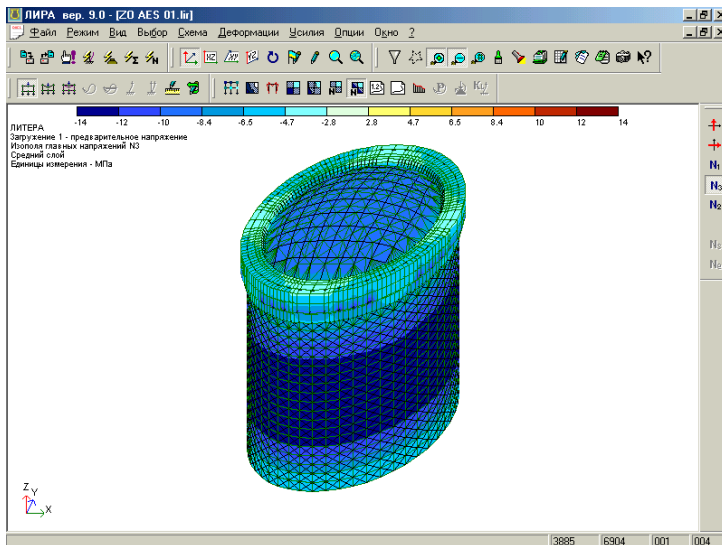 ЛИРА вер. 9.0 - [ZO AES 01.lir]
Файл Режим Вид Выбор Схема Деформации Усилия Опции Окно ?
-14 -12 -10 -8.4 -6.5 -4.7 -2.8 2.8 4.7 6.5 8.4 10 12 14
ЛИТЕРА
Загружение 1 - предварительное напряжение
Изополя главных напряжений N3
Средний слой
Единицы измерения - МПа
N1
N3
N2
Z
Y
X
3885 6904 001 004